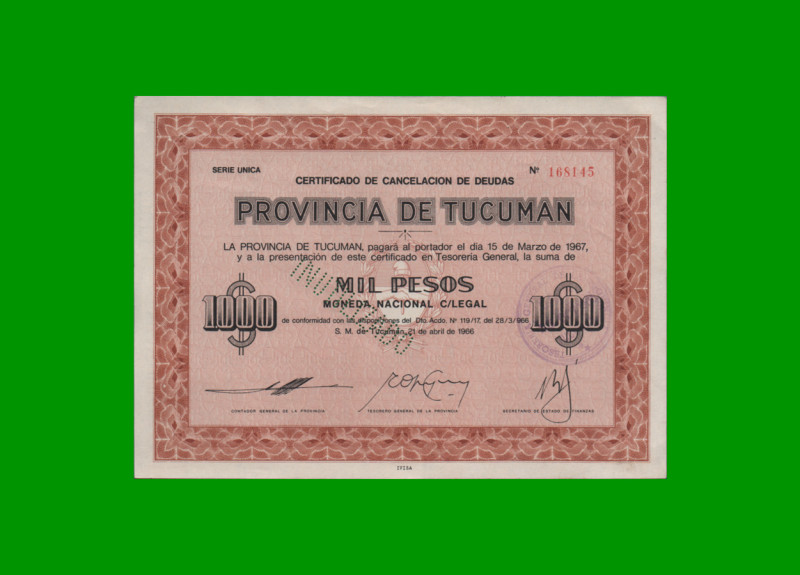 SERIE UNICA
Nº 168145
CERTIFICADO DE CANCELACION DE DEUDAS
PROVINCIA DE TUCUMAN
LA PROVINCIA DE TUCUMAN, pagará al portador el dia 15 de Marzo de 1967,
y a la presentación de este certificado en Tesorería General, la suma de
MIL PESOS
MONEDA NACIONAL C/LEGAL
1000
1000
de conformidad con las disposiciones del Dto. Acdo. Nº 119/17, del 28/3/966
S. M. de Tucumán, 21 de abril de 1966
INUTILIZADO
CONTADOR GENERAL DE LA PROVINCIA
TESORERO GENERAL DE LA PROVINCIA
SECRETARIO DE ESTADO DE FINANZAS